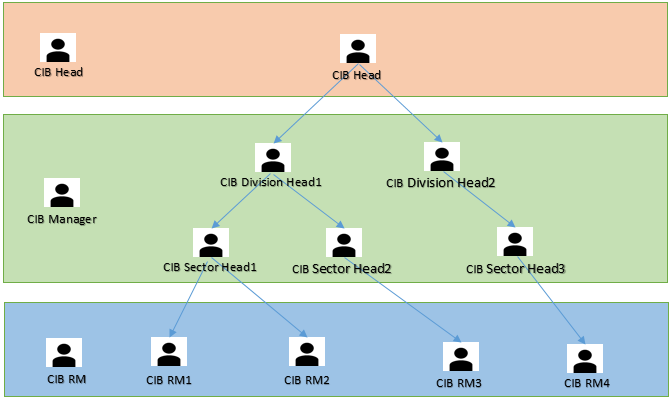 CIB Head
CIB Head
CIB Division Head1
CIB Division Head2
CIB Manager
CIB Sector Head1
CIB Sector Head2
CIB Sector Head3
CIB RM
CIB RM1
CIB RM2
CIB RM3
CIB RM4